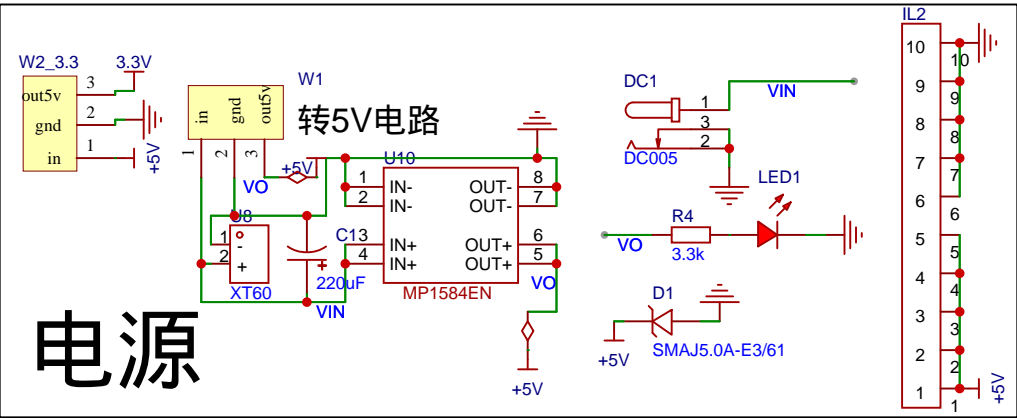 W2_3.3
3.3V
out5v
3
gnd
2
in
1
+5V
W1
in
gnd
out5v
1
2
3
转5V电路
VO
+5V
U8
1
2
-
+
XT60
C1
220uF
+
VIN
U10
1
2
3
4
IN-
IN-
IN+
IN+
OUT-
OUT-
OUT+
OUT+
8
7
6
5
MP1584EN
VO
+5V
电源
DC1
1
3
2
DC005
VIN
LED1
R4
3.3k
VO
D1
SMAJ5.0A-E3/61
+5V
IL2
10
9
8
7
6
5
4
3
2
1
10
9
8
7
6
5
4
3
2
1
+5V